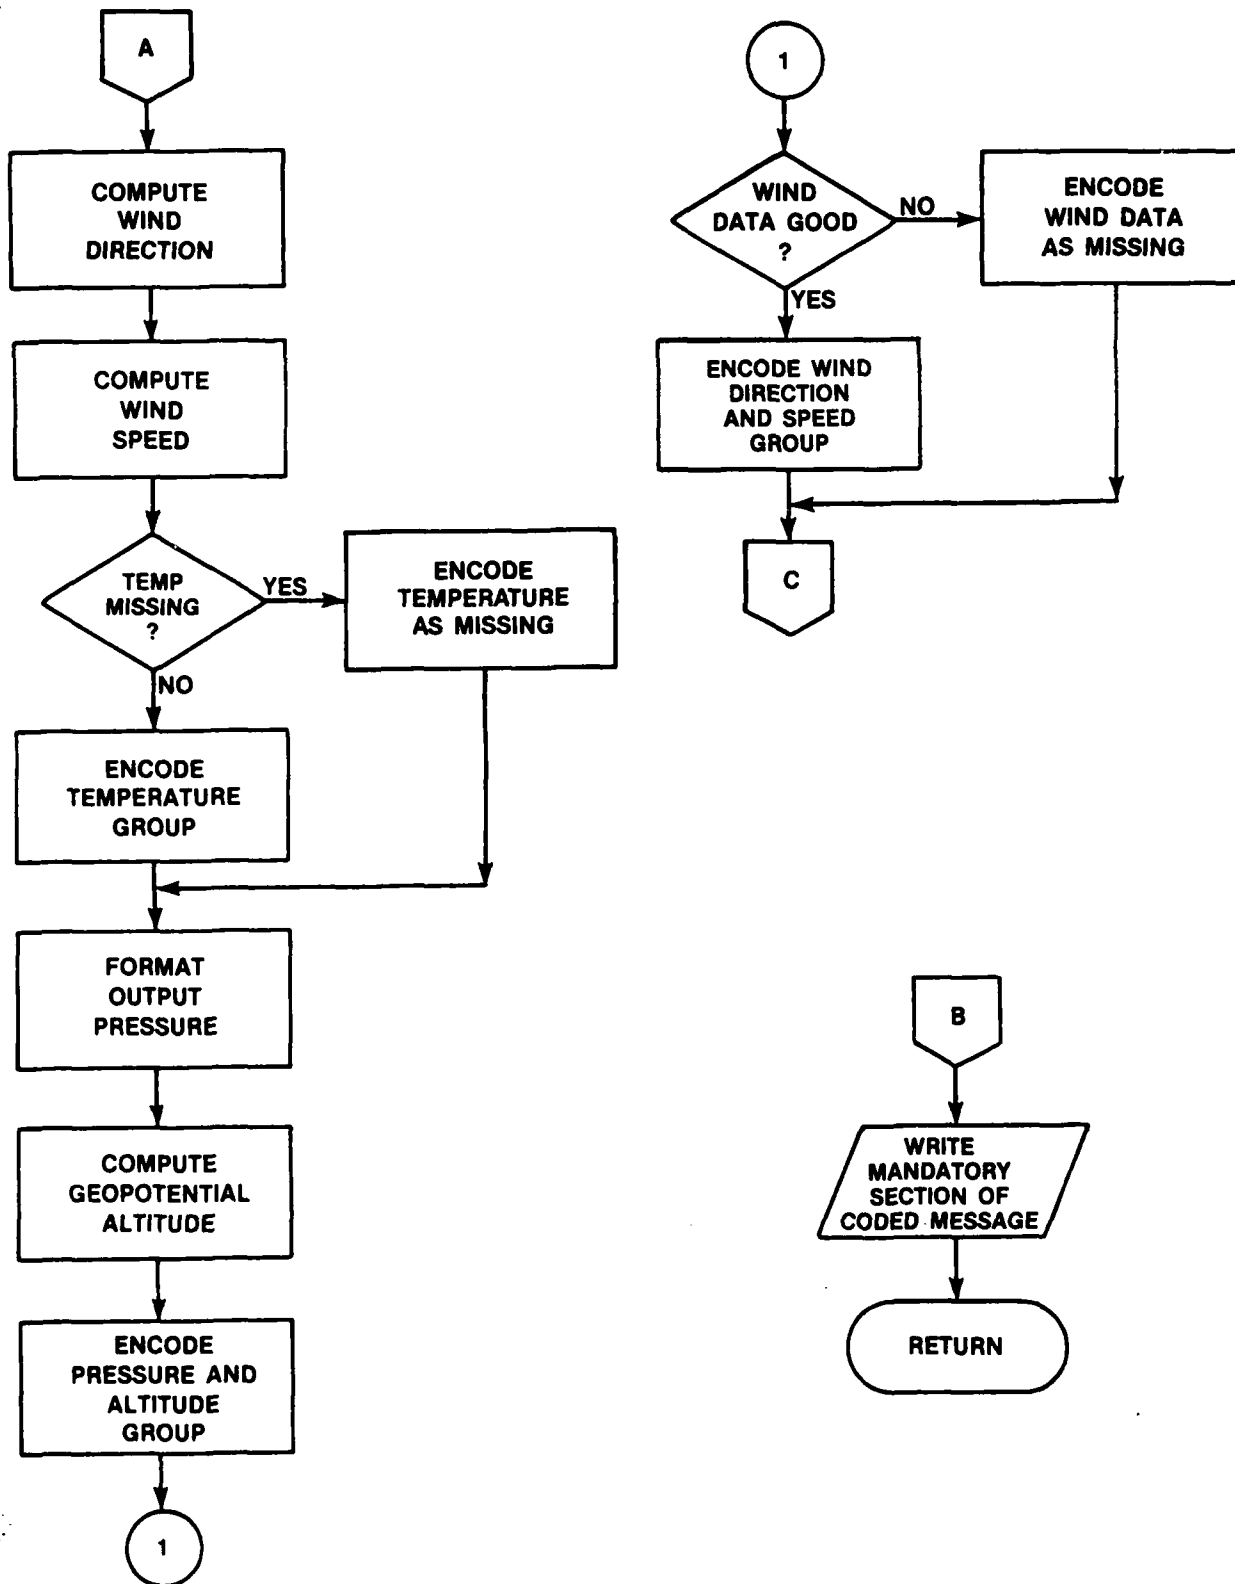 A
COMPUTE
WIND
DIRECTION
COMPUTE
WIND
SPEED
TEMP
MISSING
?
YES
ENCODE
TEMPERATURE
AS MISSING
NO
ENCODE
TEMPERATURE
GROUP
FORMAT
OUTPUT
PRESSURE
COMPUTE
GEOPOTENTIAL
ALTITUDE
ENCODE
PRESSURE AND
ALTITUDE
GROUP
1
1
WIND
DATA GOOD
?
NO
ENCODE
WIND DATA
AS MISSING
YES
ENCODE WIND
DIRECTION
AND SPEED
GROUP
C
B
WRITE
MANDATORY
SECTION OF
CODED MESSAGE
RETURN